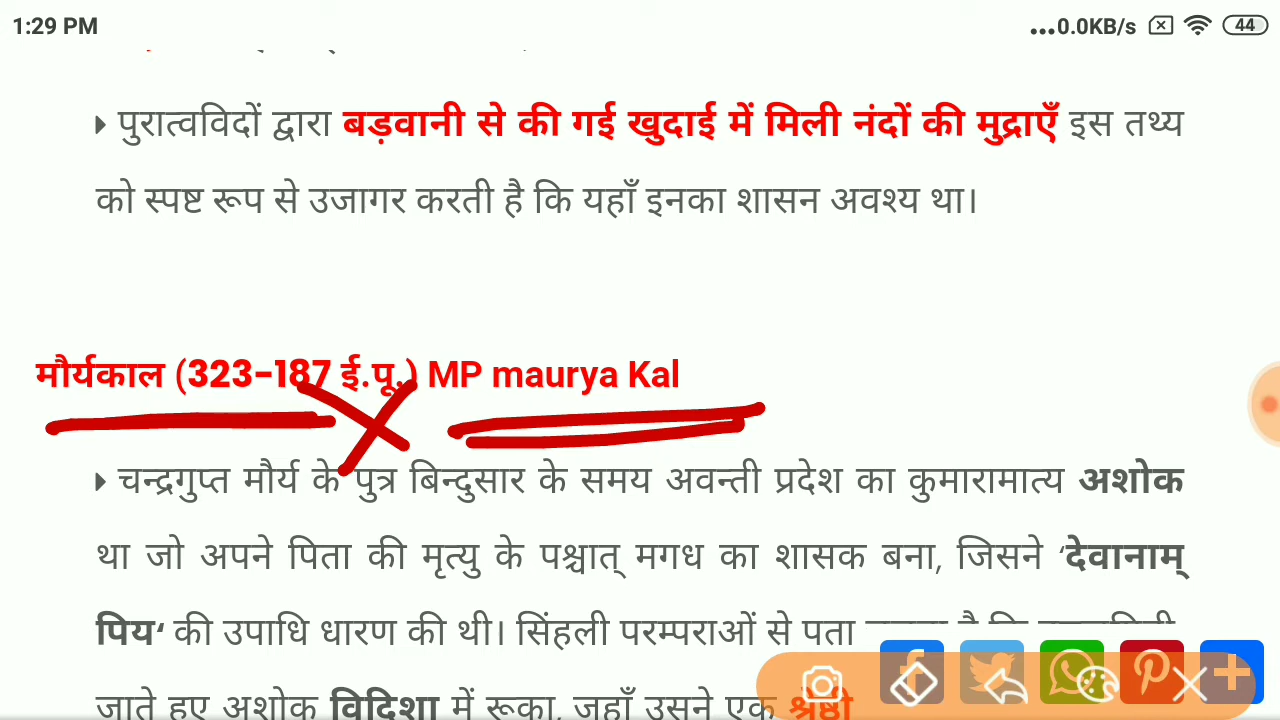 1:29 PM
...0.0KB/s
44
पुरात्वविदों द्वारा बड़वानी से की गई खुदाई में मिली नंदों की मुद्राएँ इस तथ्य
को स्पष्ट रूप से उजागर करती है कि यहाँ इनका शासन अवश्य था।
मौर्यकाल (323-187 ई.पू.) MP maurya Kal
चन्द्रगुप्त मौर्य के पुत्र बिन्दुसार के समय अवन्ती प्रदेश का कुमारामात्य अशोक
था जो अपने पिता की मृत्यु के पश्चात् मगध का शासक बना, जिसने ‘देवानाम्
पिय‘ की उपाधि धारण की थी। सिंहली परम्पराओं से पता
जाते हुए अशोक विदिशा में रूका, जहाँ उसने एक श्रेष्ठी